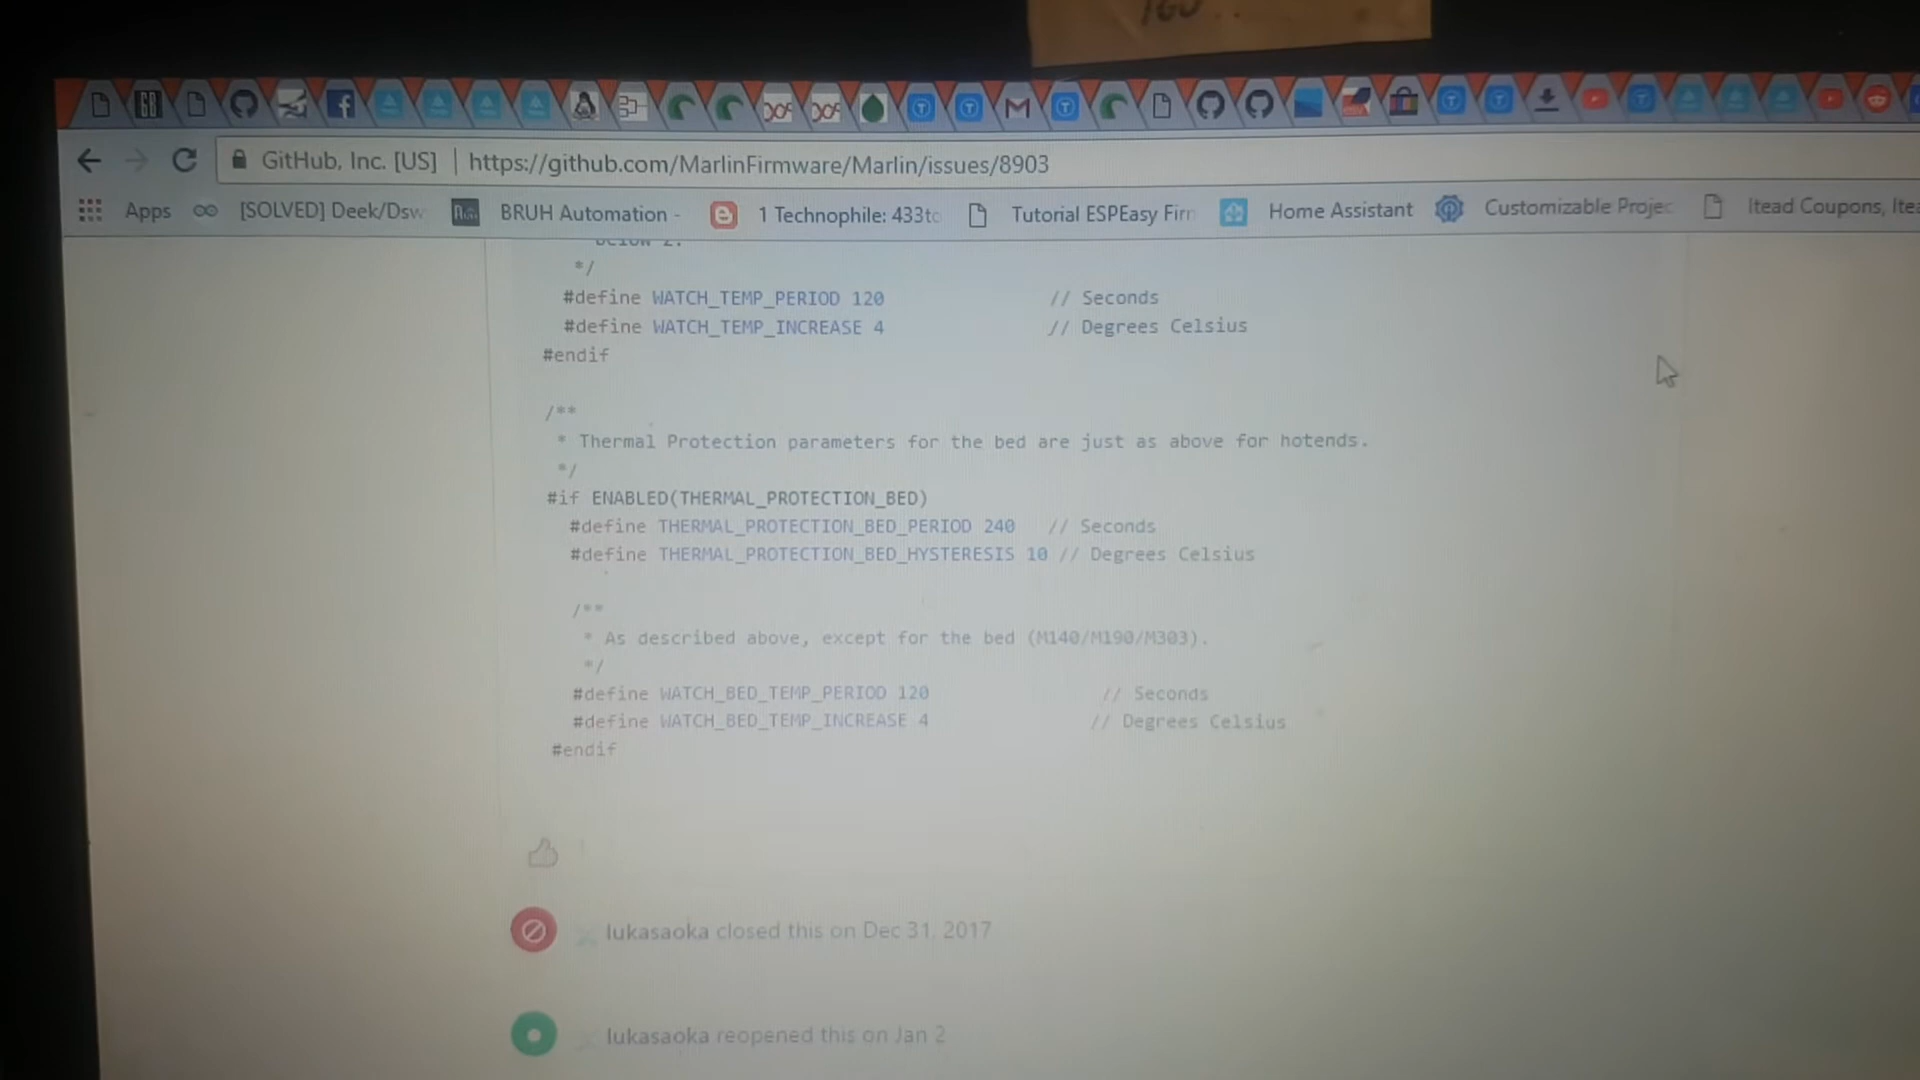 GitHub, Inc. [US] | https://github.com/MarlinFirmware/Marlin/issues/8903
Apps [SOLVED] Deek/Dsw BRUH Automation - 1 Technophile: 433to Tutorial ESPEasy Firm Home Assistant Customizable Projec Itead Coupons, Ite
*/
#define WATCH_TEMP_PERIOD 120 // Seconds
#define WATCH_TEMP_INCREASE 4 // Degrees Celsius
#endif
/**
* Thermal Protection parameters for the bed are just as above for hotends.
*/
#if ENABLED(THERMAL_PROTECTION_BED)
#define THERMAL_PROTECTION_BED_PERIOD 240 // Seconds
#define THERMAL_PROTECTION_BED_HYSTERESIS 10 // Degrees Celsius
/**
* As described above, except for the bed (M140/M190/M303).
*/
#define WATCH_BED_TEMP_PERIOD 120 // Seconds
#define WATCH_BED_TEMP_INCREASE 4 // Degrees Celsius
#endif
lukasaoka closed this on Dec 31, 2017
lukasaoka reopened this on Jan 2